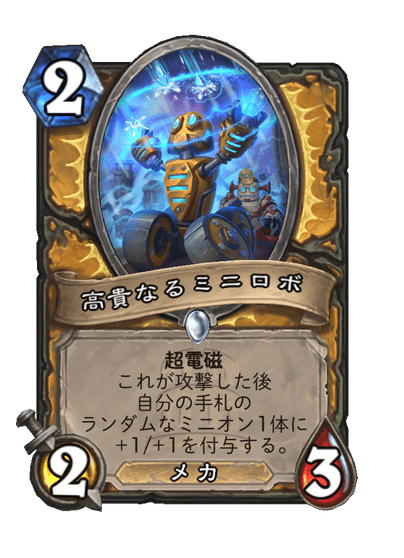 2
高貴なるミニロボ
超電磁
これが攻撃した後
自分の手札の
ランダムなミニオン1体に
+1/+1を付与する。
2
メカ
3